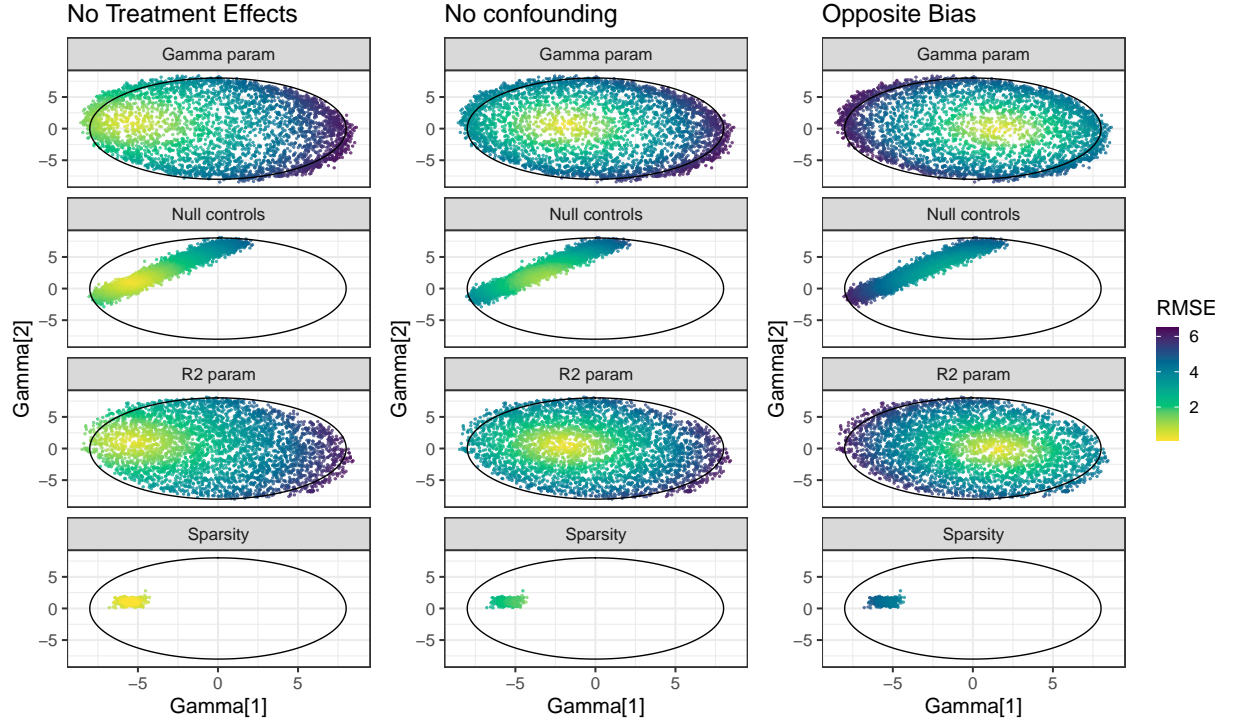 No Treatment Effects
No confounding
Opposite Bias
Gamma param
Gamma param
Gamma param
5
0
−5
5
0
−5
5
0
−5
Null controls
Null controls
Null controls
5
0
−5
5
0
−5
5
0
−5
R2 param
R2 param
R2 param
5
0
−5
5
0
−5
5
0
−5
Sparsity
Sparsity
Sparsity
5
0
−5
5
0
−5
5
0
−5
−5 0 5
−5 0 5
−5 0 5
Gamma[1]
Gamma[1]
Gamma[1]
Gamma[2]
Gamma[2]
Gamma[2]
RMSE
6
4
2